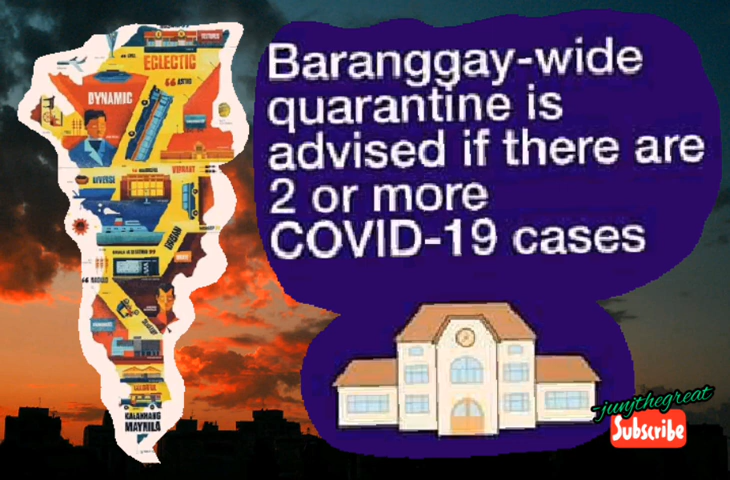 ECLECTIC
DYNAMIC
DIVERSE
VIBRANT
URBAN
KALAKHANG
MAYNILA
Baranggay-wide
quarantine is
advised if there are
2 or more
COVID-19 cases
-junjthegreat
Subscribe